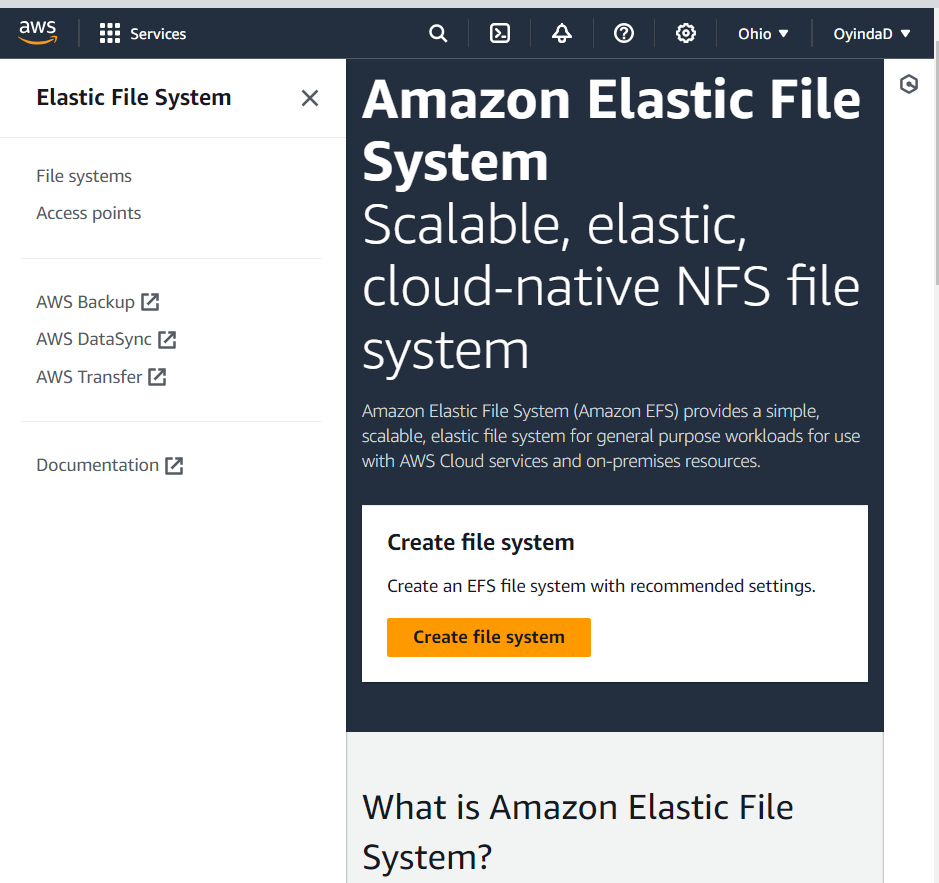 aws
Services
Ohio
OyindaD
Elastic File System
File systems
Access points
AWS Backup
AWS DataSync
AWS Transfer
Documentation
Amazon Elastic File
System
Scalable, elastic,
cloud-native NFS file
system
Amazon Elastic File System (Amazon EFS) provides a simple,
scalable, elastic file system for general purpose workloads for use
with AWS Cloud services and on-premises resources.
Create file system
Create an EFS file system with recommended settings.
Create file system
What is Amazon Elastic File
System?